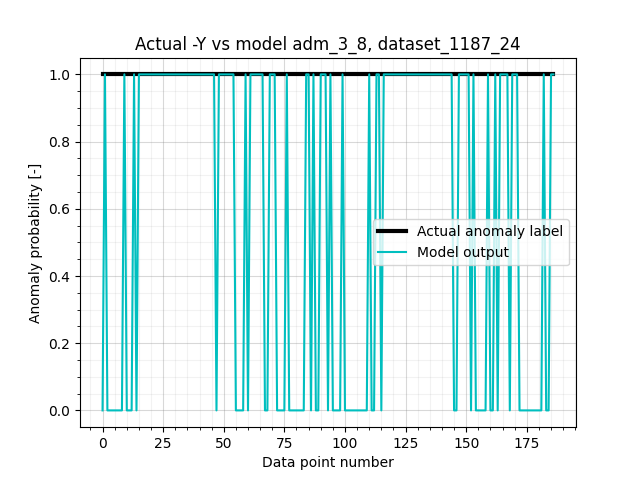 Actual -Y vs model adm_3_8, dataset_1187_24
Anomaly probability [-]
1.0
0.8
0.6
0.4
0.2
0.0
Actual anomaly label
Model output
0 25 50 75 100 125 150 175
Data point number